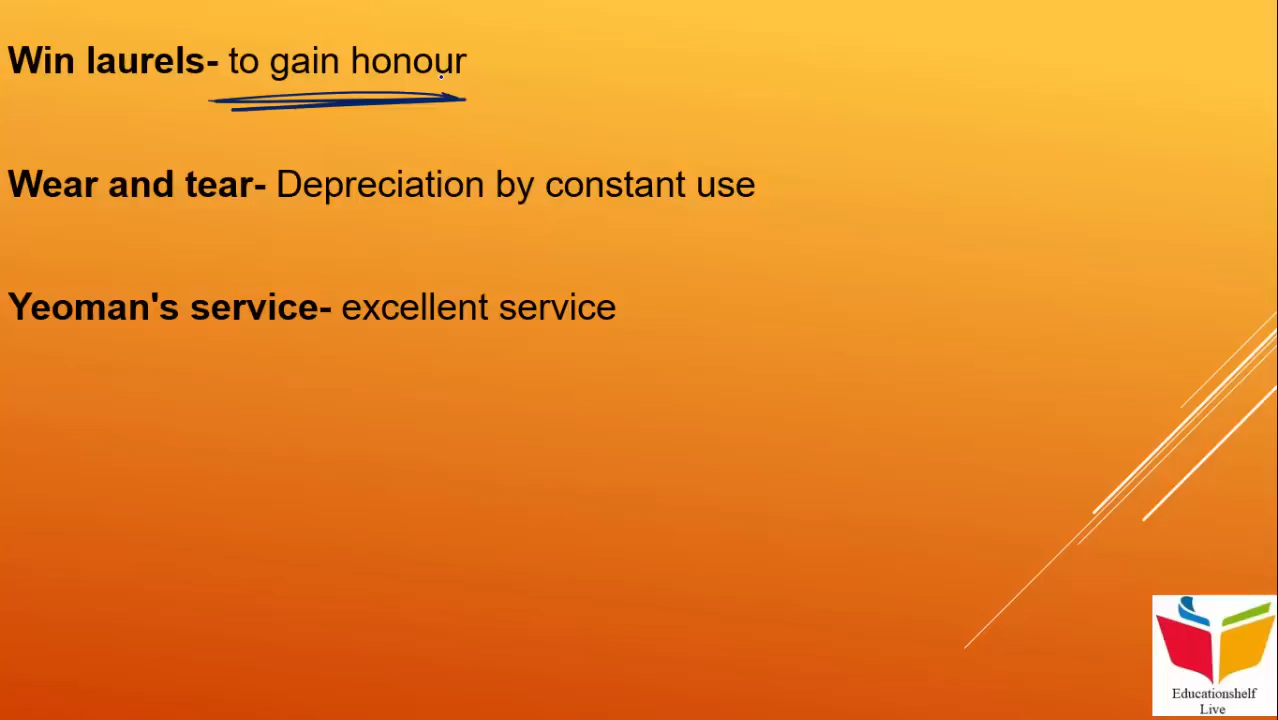 Win laurels- to gain honour
Wear and tear- Depreciation by constant use
Yeoman's service- excellent service
Educationshelf
Live